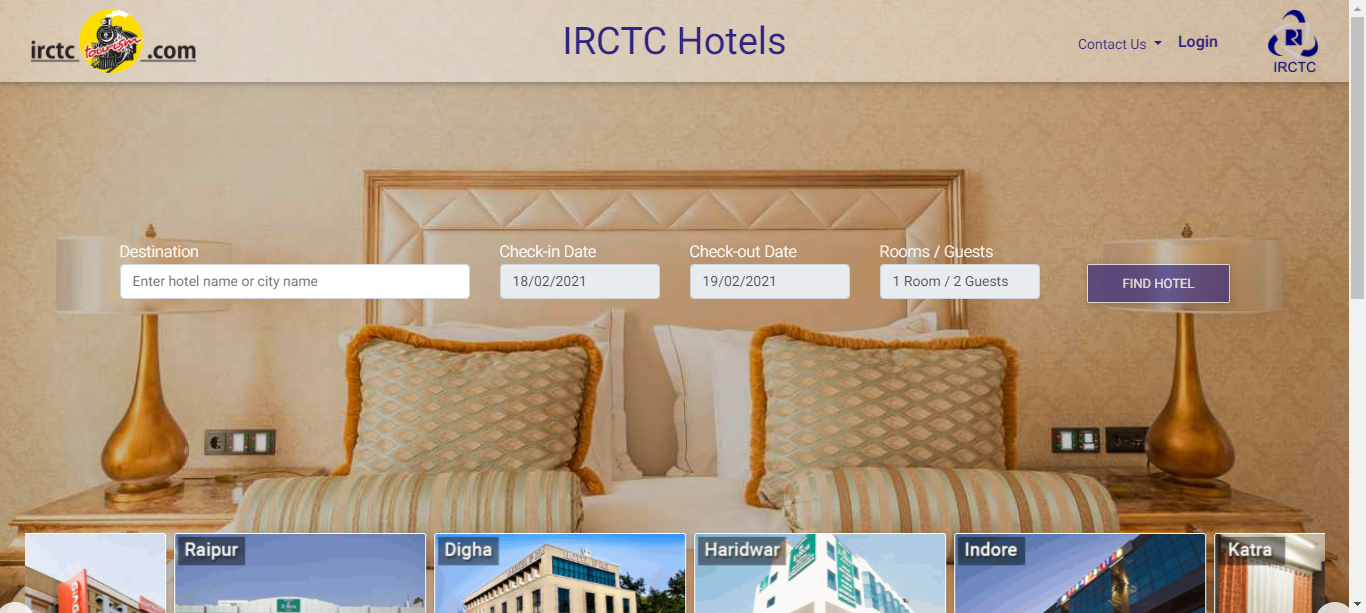 irctc tourism .com
IRCTC Hotels
Contact Us
Login
IRCTC
Destination
Check-in Date
Check-out Date
Rooms / Guests
Enter hotel name or city name
18/02/2021
19/02/2021
1 Room / 2 Guests
FIND HOTEL
Raipur
Digha
Haridwar
Indore
Katra